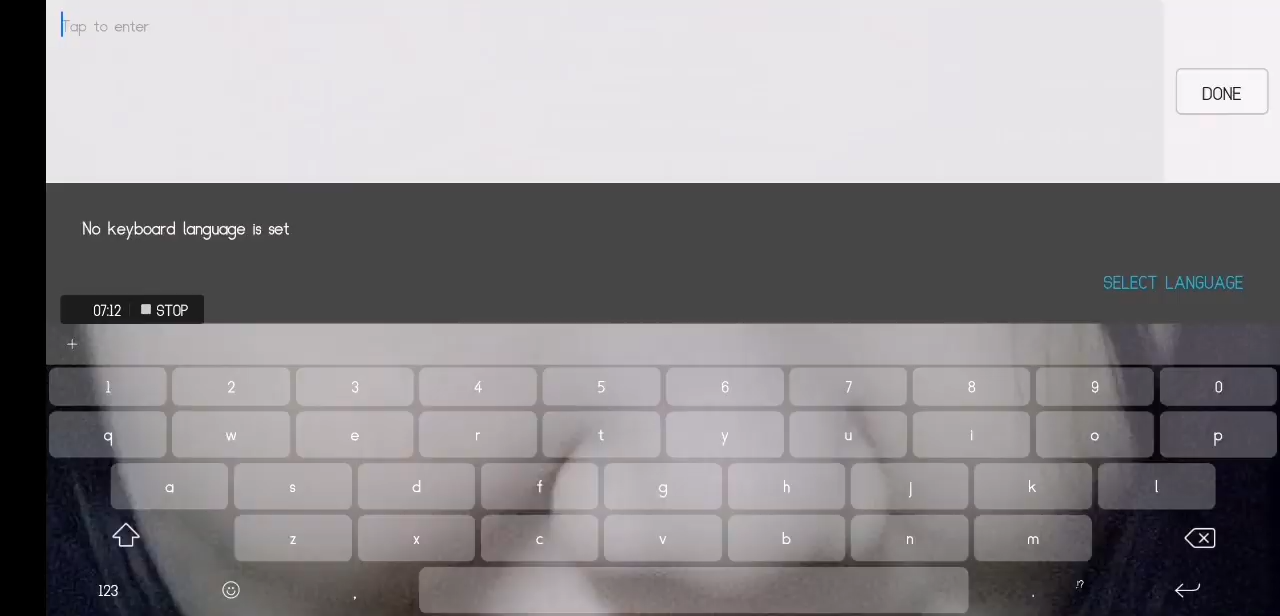 Tap to enter
DONE
No keyboard language is set
SELECT LANGUAGE
07:12 STOP
+
1 2 3 4 5 6 7 8 9 0
q w e r t y u i o p
a s d f g h j k l
z x c v b n m
123 , . !?